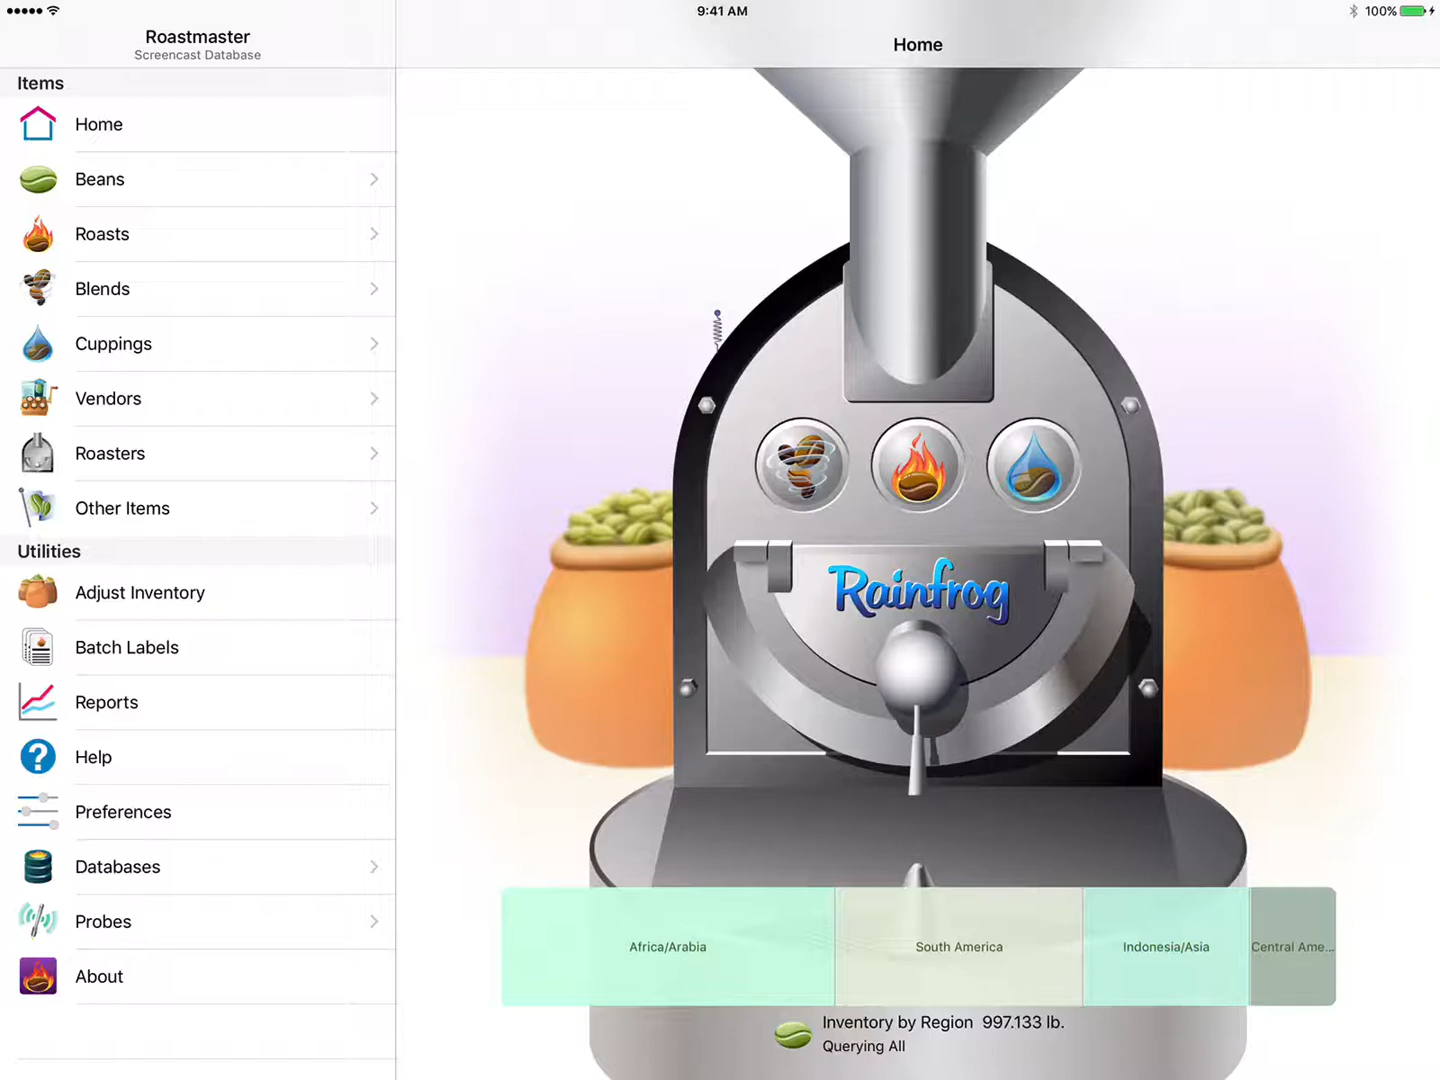 9:41 AM
100%
Roastmaster
Screencast Database
Home
Items
Home
Beans
Roasts
Blends
Cuppings
Vendors
Roasters
Other Items
Utilities
Adjust Inventory
Batch Labels
Reports
Help
Preferences
Databases
Probes
About
Rainfrog
Africa/Arabia
South America
Indonesia/Asia
Central Ame...
Inventory by Region 997.133 lb.
Querying All